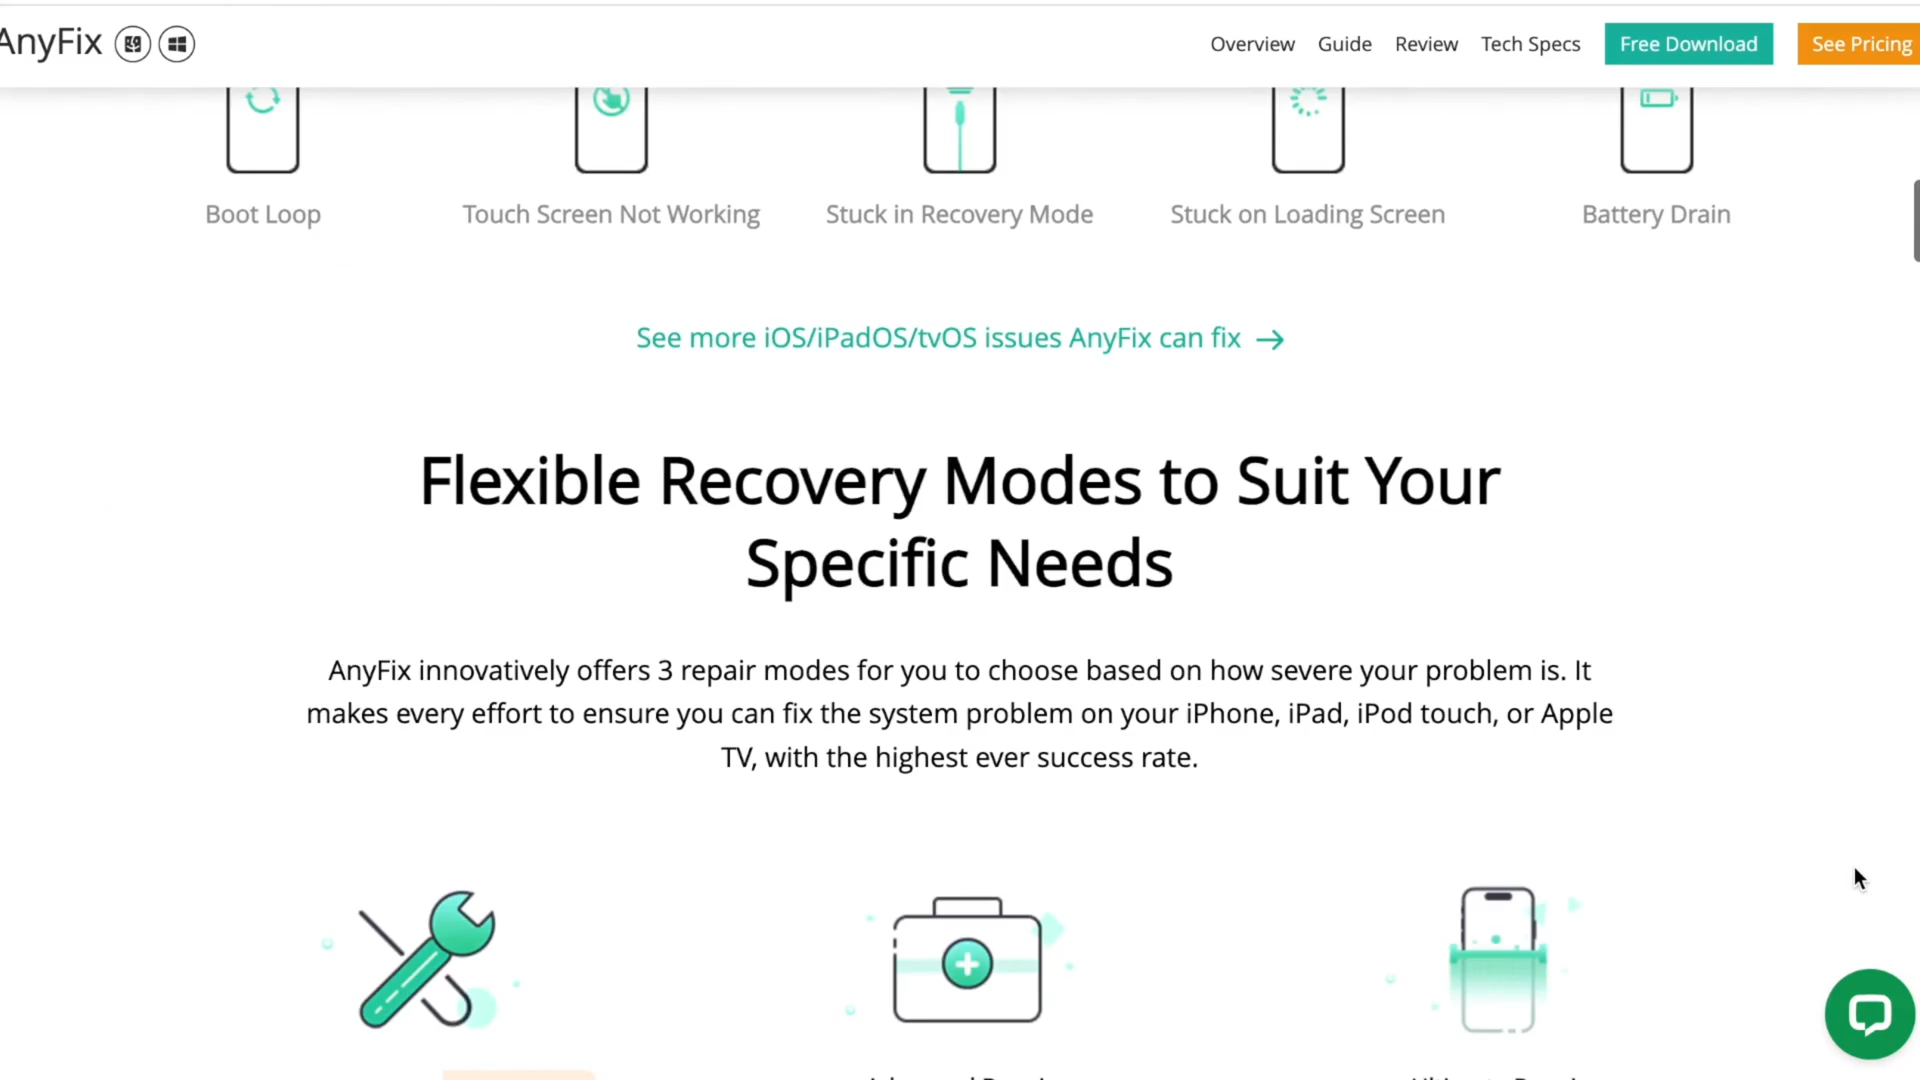 AnyFix
Overview Guide Review Tech Specs Free Download See Pricing
Boot Loop
Touch Screen Not Working
Stuck in Recovery Mode
Stuck on Loading Screen
Battery Drain
See more iOS/iPadOS/tvOS issues AnyFix can fix →
Flexible Recovery Modes to Suit Your
Specific Needs
AnyFix innovatively offers 3 repair modes for you to choose based on how severe your problem is. It
makes every effort to ensure you can fix the system problem on your iPhone, iPad, iPod touch, or Apple
TV, with the highest ever success rate.